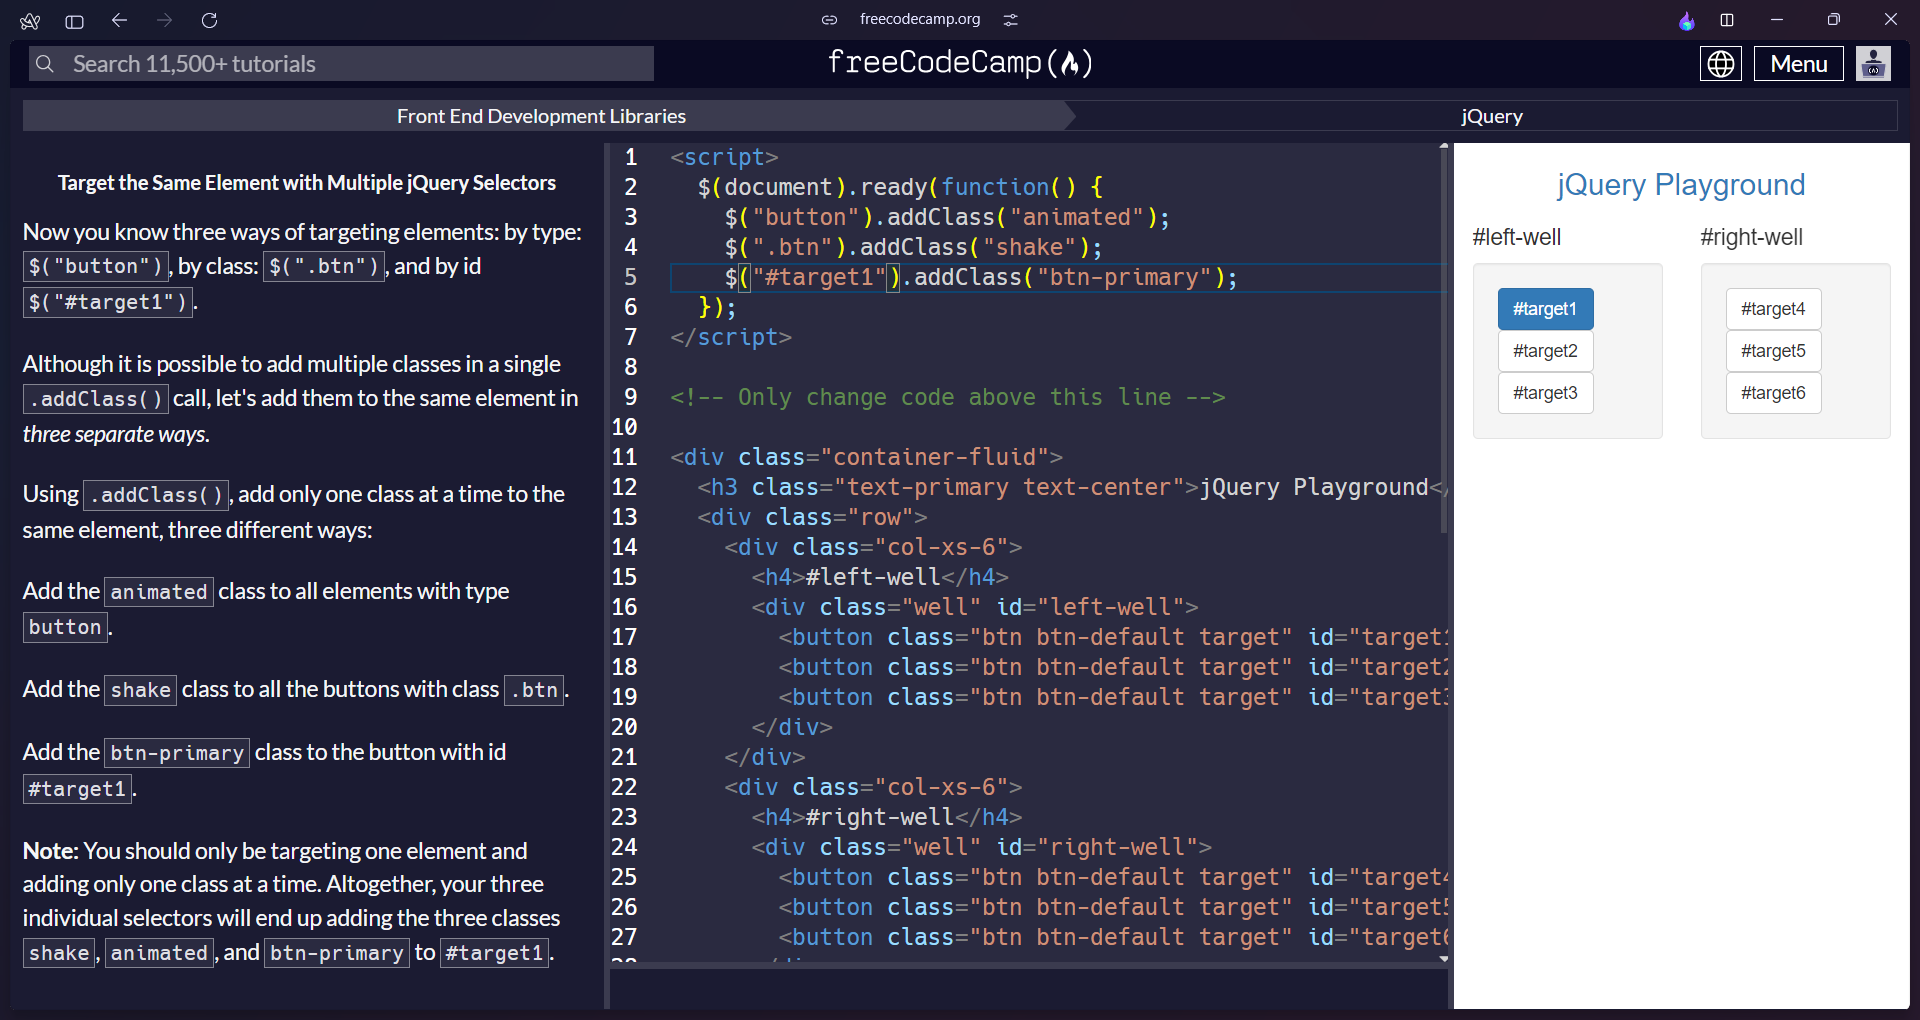 freecodecamp.org
Search 11,500+ tutorials
freeCodeCamp(🔥)
Menu
Front End Development Libraries
jQuery
Target the Same Element with Multiple jQuery Selectors
Now you know three ways of targeting elements: by type:
$("button"), by class: $(".btn"), and by id
$("#target1").
Although it is possible to add multiple classes in a single
.addClass() call, let's add them to the same element in
three separate ways.
Using .addClass(), add only one class at a time to the
same element, three different ways:
Add the animated class to all elements with type
button.
Add the shake class to all the buttons with class .btn.
Add the btn-primary class to the button with id
#target1.
Note: You should only be targeting one element and
adding only one class at a time. Altogether, your three
individual selectors will end up adding the three classes
shake, animated, and btn-primary to #target1.
1 <script>
2 $(document).ready(function() {
3 $("button").addClass("animated");
4 $(".btn").addClass("shake");
5 $("#target1").addClass("btn-primary");
6 });
7 </script>
8
9 <!-- Only change code above this line -->
10
11 <div class="container-fluid">
12 <h3 class="text-primary text-center">jQuery Playground<
13 <div class="row">
14 <div class="col-xs-6">
15 <h4>#left-well</h4>
16 <div class="well" id="left-well">
17 <button class="btn btn-default target" id="target1
18 <button class="btn btn-default target" id="target2
19 <button class="btn btn-default target" id="target3
20 </div>
21 </div>
22 <div class="col-xs-6">
23 <h4>#right-well</h4>
24 <div class="well" id="right-well">
25 <button class="btn btn-default target" id="target4
26 <button class="btn btn-default target" id="target5
27 <button class="btn btn-default target" id="target6
jQuery Playground
#left-well
#target1
#target2
#target3
#right-well
#target4
#target5
#target6